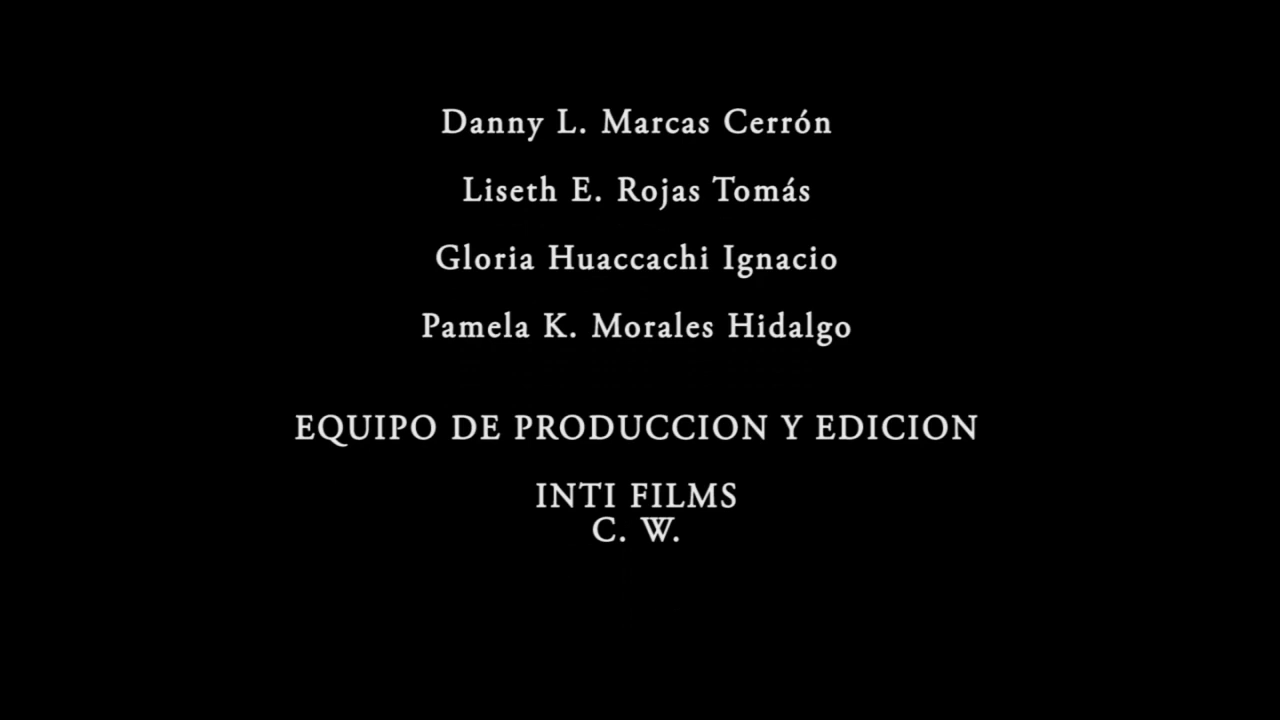 Danny L. Marcas Cerrón
Liseth E. Rojas Tomás
Gloria Huaccachi Ignacio
Pamela K. Morales Hidalgo
EQUIPO DE PRODUCCION Y EDICION
INTI FILMS
C. W.